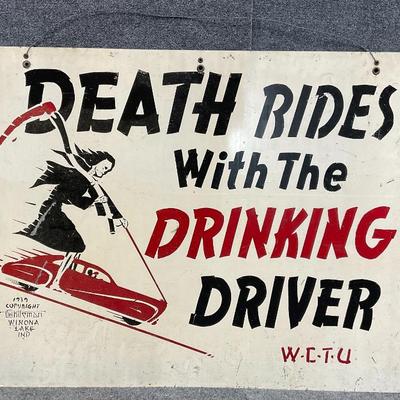 DEATH RIDES
With The
DRINKING
DRIVER
W·C·T·U
1939
COPYRIGHT
WINONA
LAKE
IND